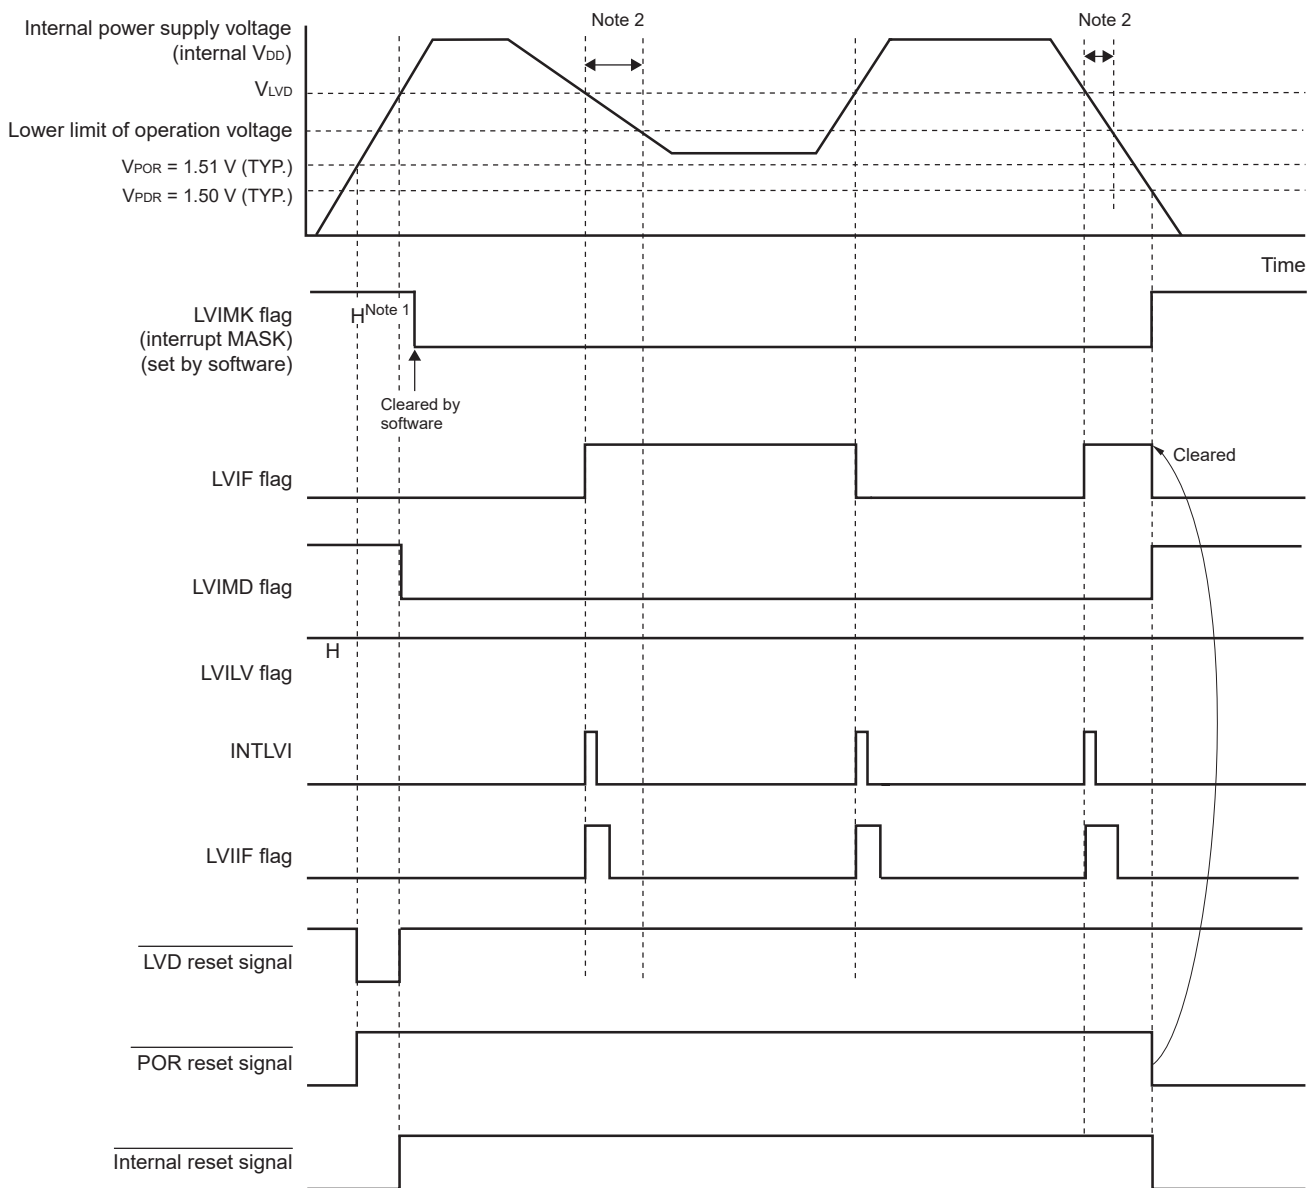 Note 2
Note 2
Internal power supply voltage
(internal VDD)
VLVD
Lower limit of operation voltage
VPOR = 1.51 V (TYP.)
VPDR = 1.50 V (TYP.)
Time
LVIMK flag
(interrupt MASK)
(set by software)
H Note 1
Cleared by
software
LVIF flag
Cleared
LVIMD flag
H
LVILV flag
INTLVI
LVIIF flag
LVD reset signal
POR reset signal
Internal reset signal